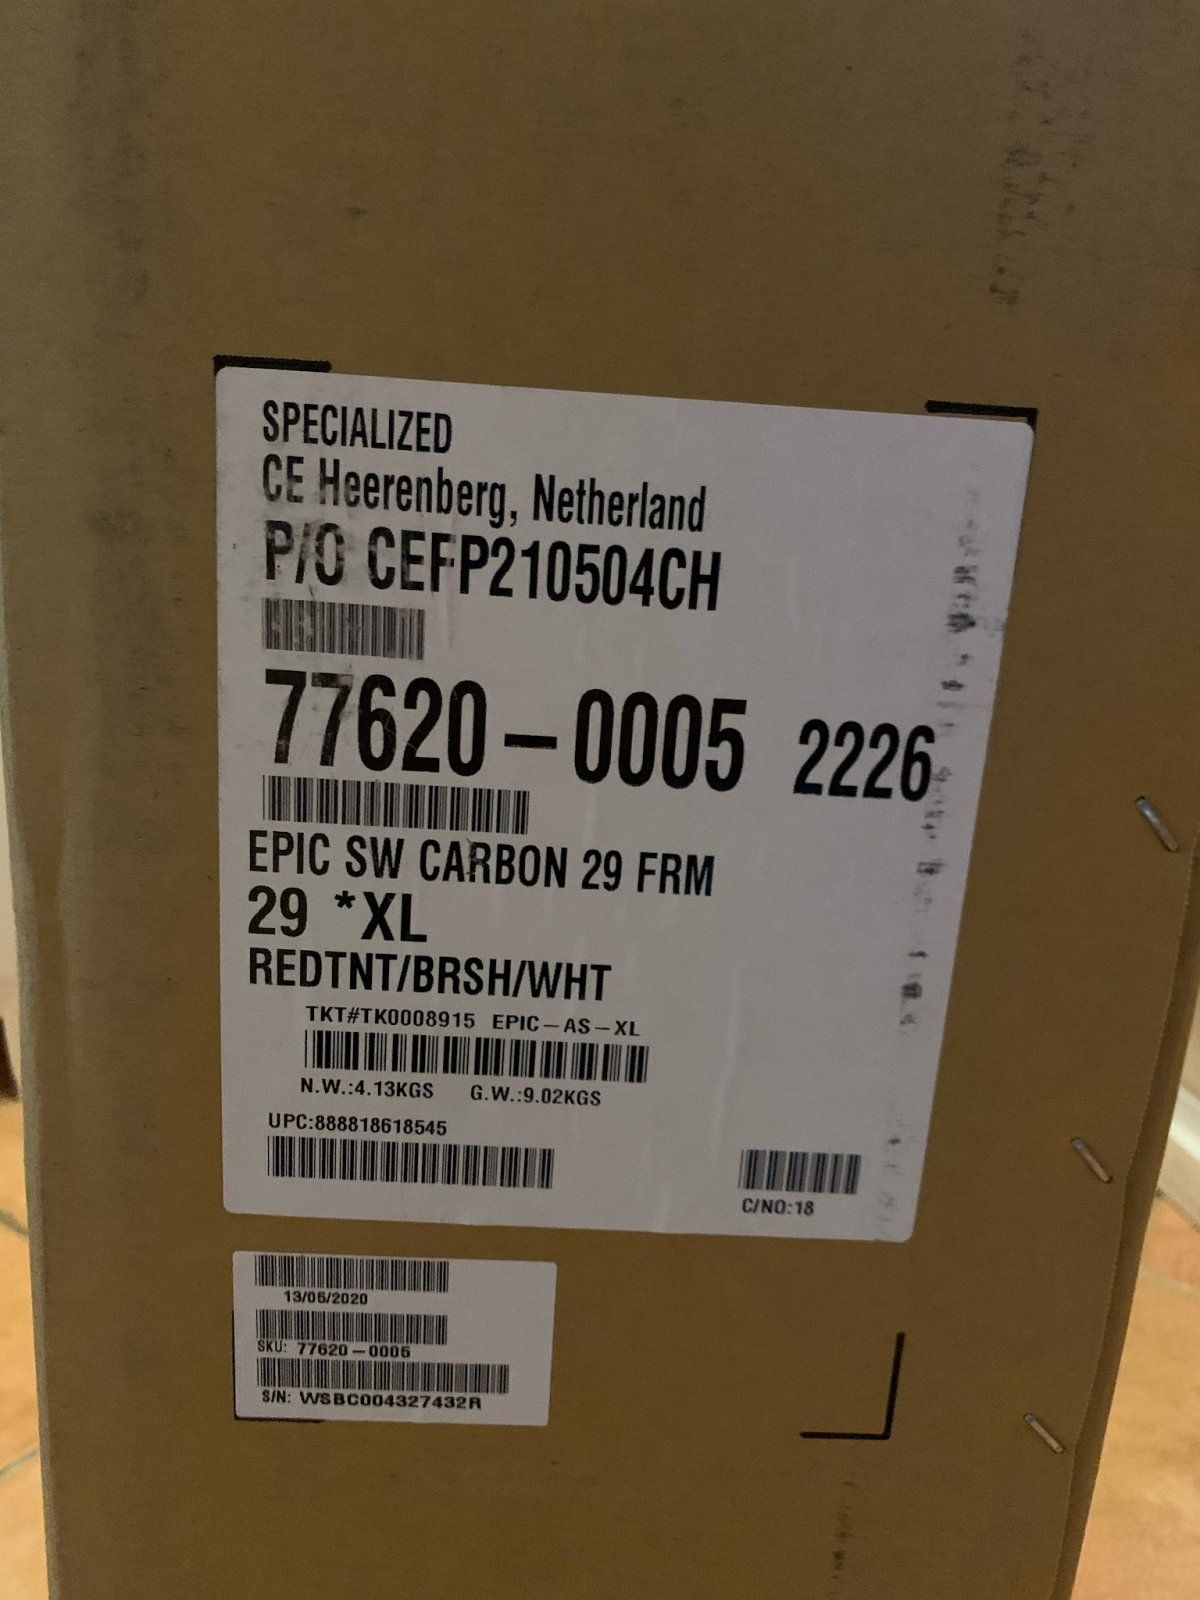 SPECIALIZED
CE Heerenberg, Netherland
P/O CEFP210504CH
77620-0005 2226
EPIC SW CARBON 29 FRM
29 *XL
REDTNT/BRSH/WHT
TKT#TK0008915 EPIC-AS-XL
N.W.:4.13KGS G.W.:9.02KGS
UPC:888818618545
C/NO:18
13/05/2020
SKU: 77620-0005
S/N: WSBC004327432R